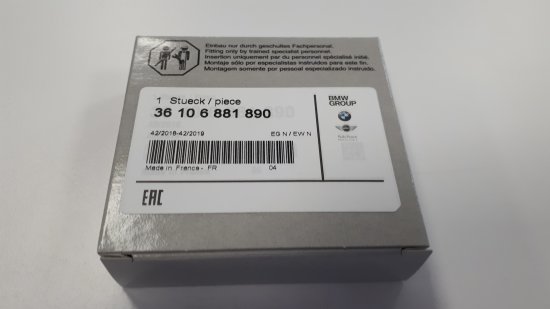 Einbau nur durch geschultes Fachpersonal.
Fitting only by trained specialist personnel.
Insertion uniquement par du personnel spécialisé initié.
Montaje sólo por especialistas instruidos para este fin.
Montagem somente por pessoal especializado instruído.
1 Stueck / piece
36 10 6 881 890
42/2018-42/2019 EG N / EW N
Made in France - FR 04
EAC
BMW
GROUP